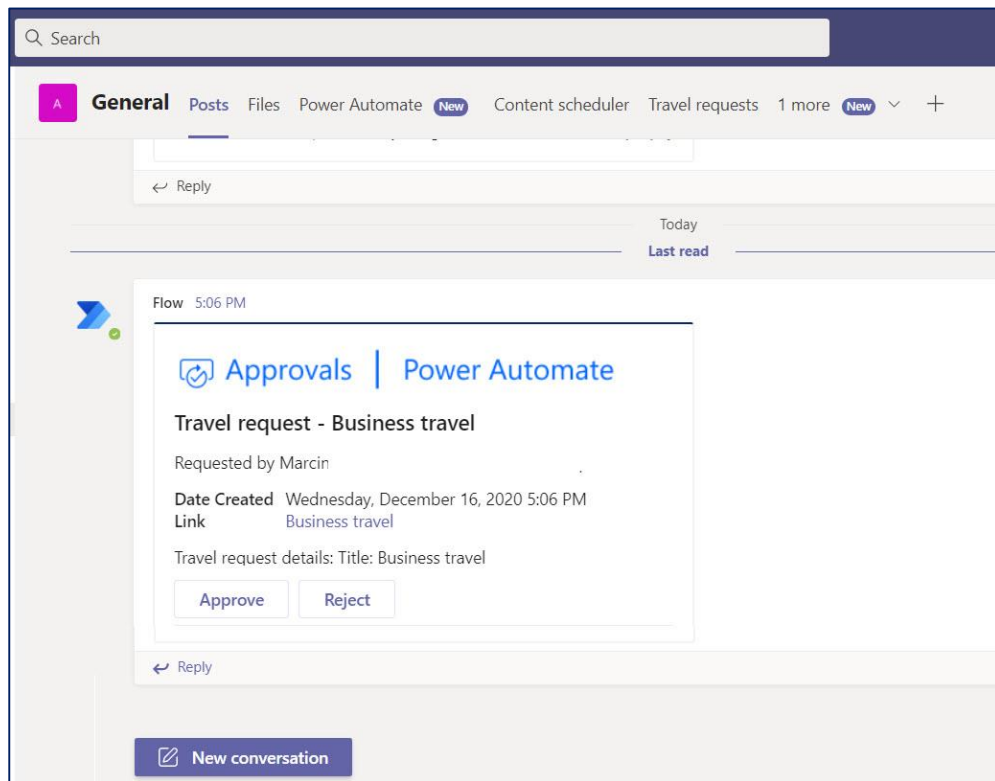 Search
A
General Posts Files Power Automate New Content scheduler Travel requests 1 more New
Reply
Today
Last read
Flow 5:06 PM
Approvals | Power Automate
Travel request - Business travel
Requested by Marcin
Date Created Wednesday, December 16, 2020 5:06 PM
Link Business travel
Travel request details: Title: Business travel
Approve Reject
Reply
New conversation